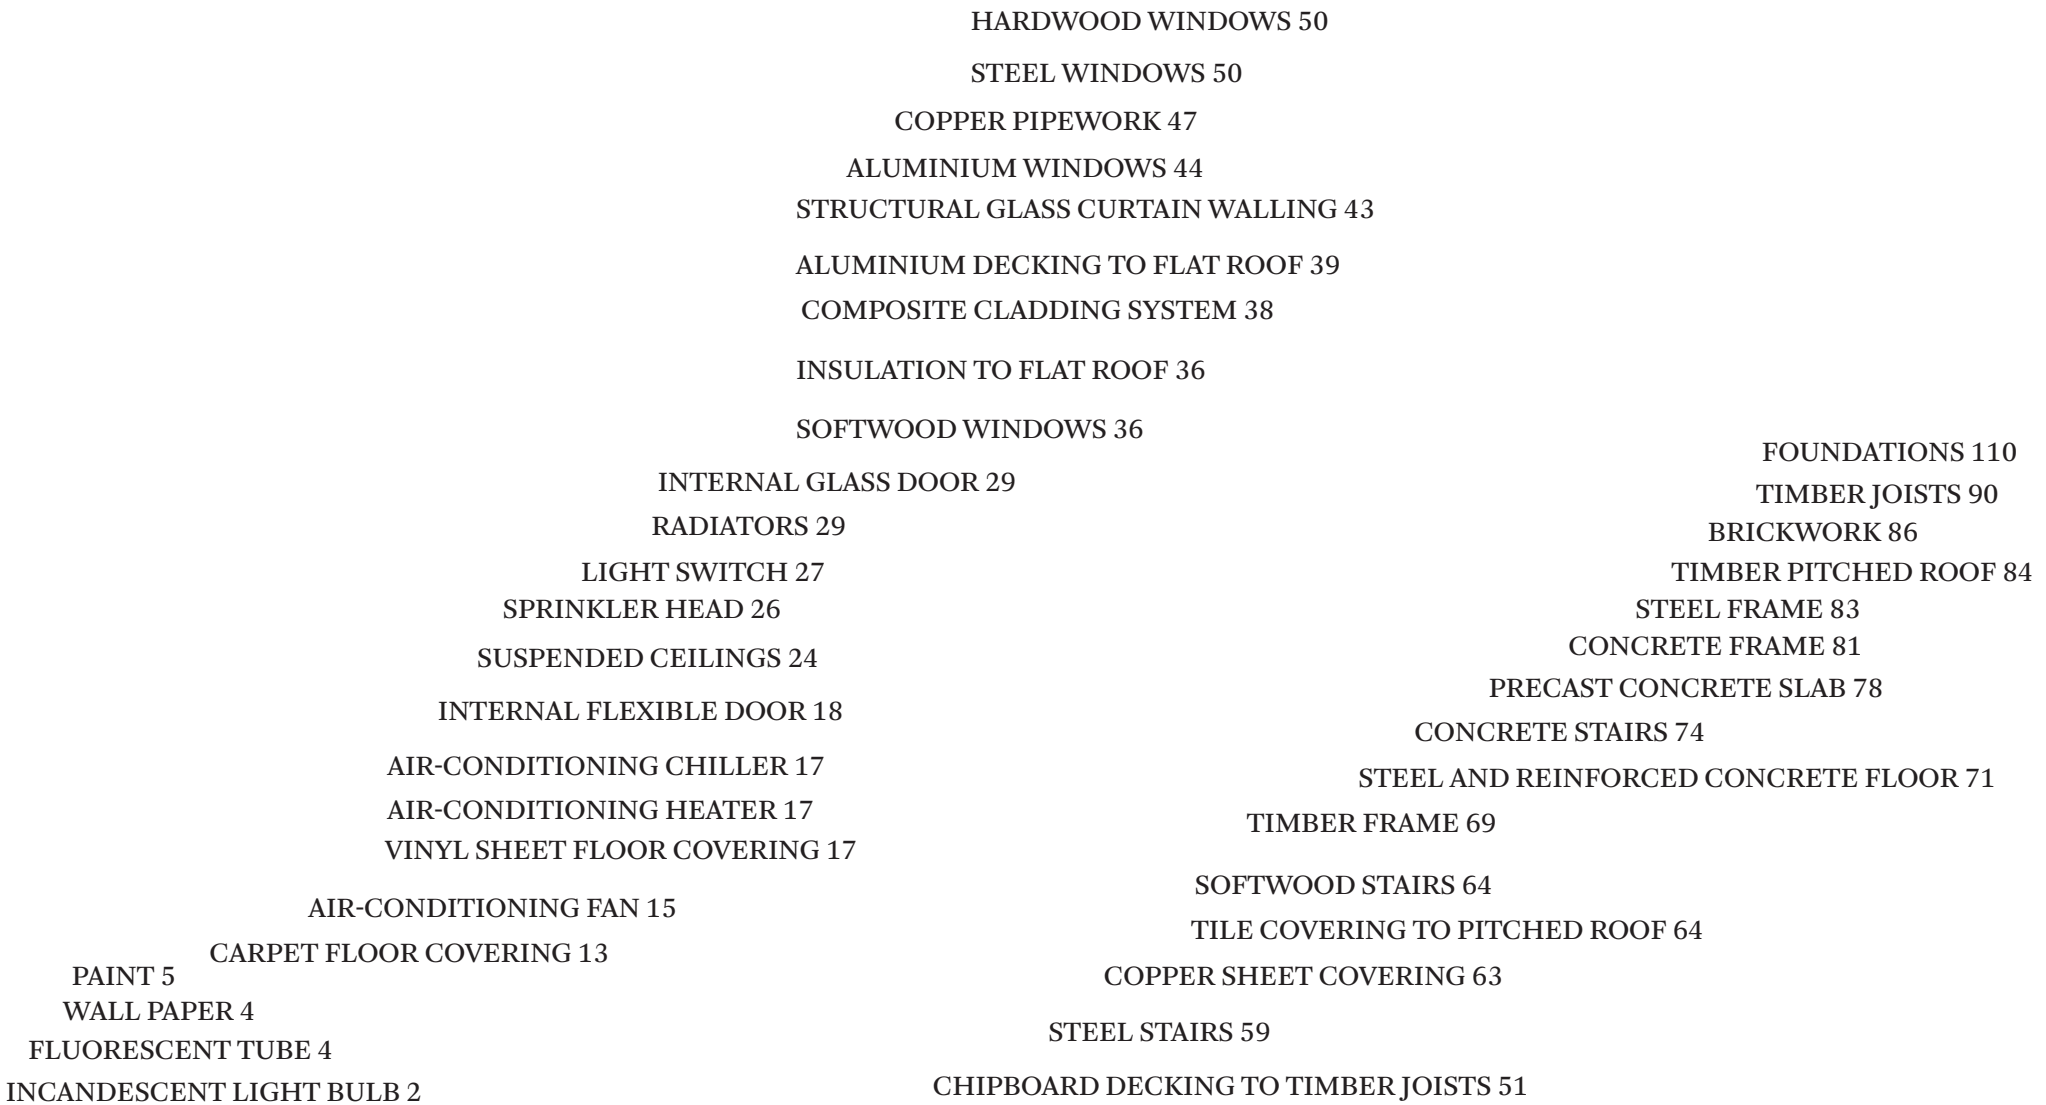 HARDWOOD WINDOWS 50
STEEL WINDOWS 50
COPPER PIPEWORK 47
ALUMINIUM WINDOWS 44
STRUCTURAL GLASS CURTAIN WALLING 43
ALUMINIUM DECKING TO FLAT ROOF 39
COMPOSITE CLADDING SYSTEM 38
INSULATION TO FLAT ROOF 36
SOFTWOOD WINDOWS 36
INTERNAL GLASS DOOR 29
RADIATORS 29
LIGHT SWITCH 27
SPRINKLER HEAD 26
SUSPENDED CEILINGS 24
INTERNAL FLEXIBLE DOOR 18
AIR-CONDITIONING CHILLER 17
AIR-CONDITIONING HEATER 17
VINYL SHEET FLOOR COVERING 17
AIR-CONDITIONING FAN 15
CARPET FLOOR COVERING 13
PAINT 5
WALL PAPER 4
FLUORESCENT TUBE 4
INCANDESCENT LIGHT BULB 2
FOUNDATIONS 110
TIMBER JOISTS 90
BRICKWORK 86
TIMBER PITCHED ROOF 84
STEEL FRAME 83
CONCRETE FRAME 81
PRECAST CONCRETE SLAB 78
CONCRETE STAIRS 74
STEEL AND REINFORCED CONCRETE FLOOR 71
TIMBER FRAME 69
SOFTWOOD STAIRS 64
TILE COVERING TO PITCHED ROOF 64
COPPER SHEET COVERING 63
STEEL STAIRS 59
CHIPBOARD DECKING TO TIMBER JOISTS 51